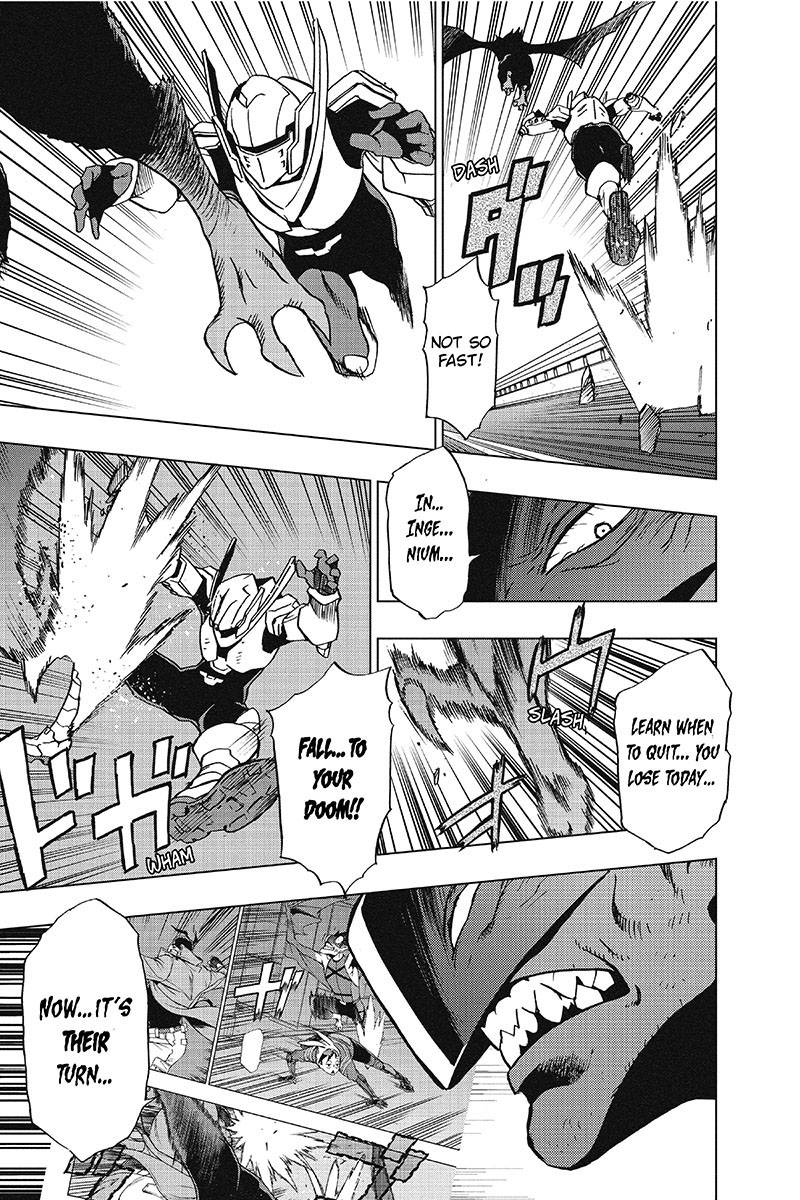 DASH
ダッ
NOT SO
FAST!
IN...
INGE...
NIUM...
LEARN WHEN
TO QUIT... YOU
LOSE TODAY...
SLASH
ザッ
FALL... TO
YOUR
DOOM!!
ドガ
WHAM
NOW...IT'S
THEIR
TURN...